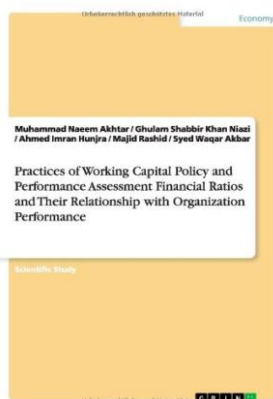 Urheberrechtlich geschütztes Material
Economy
Muhammad Naeem Akhtar / Ghulam Shabbir Khan Niazi
/ Ahmed Imran Hunjra / Majid Rashid / Syed Waqar Akbar
Practices of Working Capital Policy and
Performance Assessment Financial Ratios
and Their Relationship with Organization
Performance
Scientific Study
GRIN